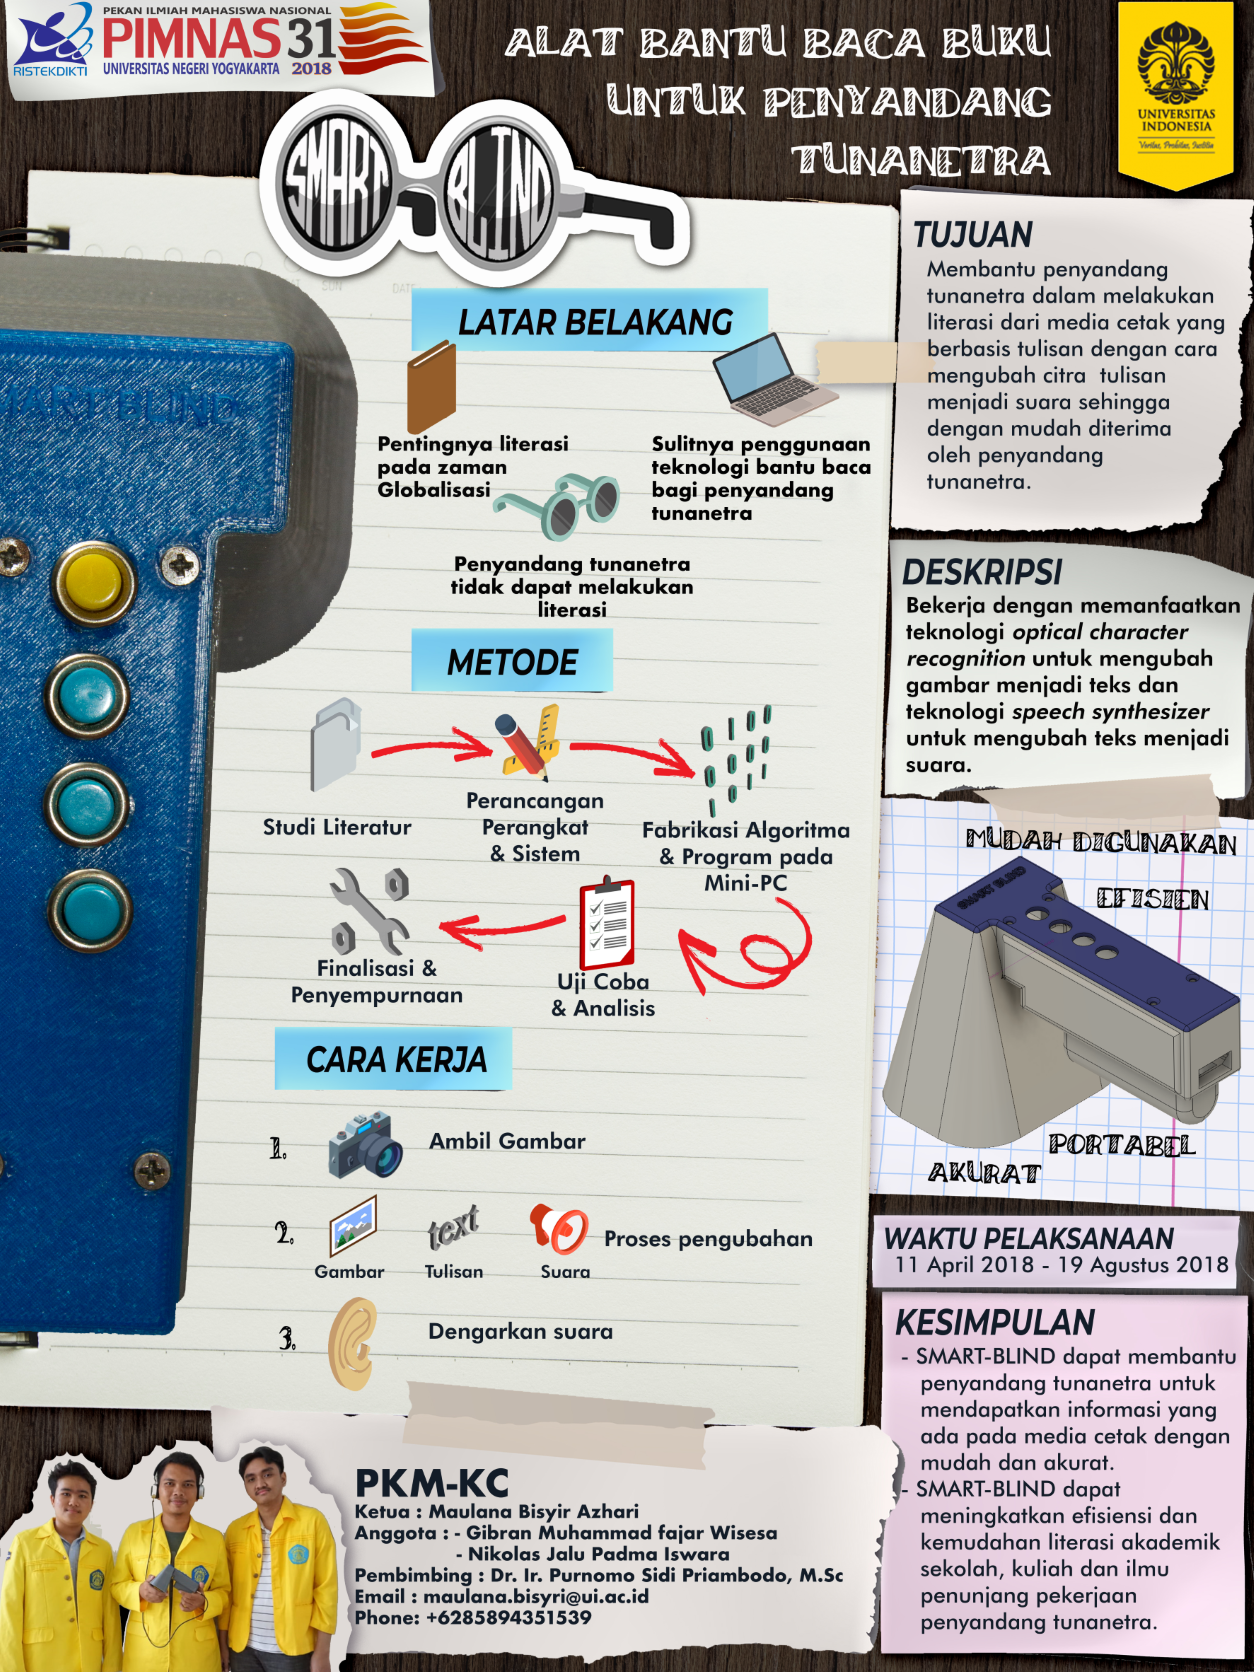 PEKAN ILMIAH MAHASISWA NASIONAL
PIMNAS 31
UNIVERSITAS NEGERI YOGYAKARTA 2018
RISTEKDIKTI
ALAT BANTU BACA BUKU
UNTUK PENYANDANG
TUNANETRA
UNIVERSITAS
INDONESIA
Veritas, Probitas, Iustitia
SMART BLIND
SUN
DATE
MART BLIND
LATAR BELAKANG
Pentingnya literasi
pada zaman
Globalisasi
Sulitnya penggunaan
teknologi bantu baca
bagi penyandang
tunanetra
Penyandang tunanetra
tidak dapat melakukan
literasi
METODE
Studi Literatur
Perancangan
Perangkat
& Sistem
Fabrikasi Algoritma
& Program pada
Mini-PC
Uji Coba
& Analisis
Finalisasi &
Penyempurnaan
CARA KERJA
1.
Ambil Gambar
2.
text
Gambar
Tulisan
Suara
Proses pengubahan
3.
Dengarkan suara
TUJUAN
Membantu penyandang
tunanetra dalam melakukan
literasi dari media cetak yang
berbasis tulisan dengan cara
mengubah citra tulisan
menjadi suara sehingga
dengan mudah diterima
oleh penyandang
tunanetra.
DESKRIPSI
Bekerja dengan memanfaatkan
teknologi optical character
recognition untuk mengubah
gambar menjadi teks dan
teknologi speech synthesizer
untuk mengubah teks menjadi
suara.
MUDAH DIGUNAKAN
EFISIEN
SMART BLIND
PORTABEL
AKURAT
WAKTU PELAKSANAAN
11 April 2018 - 19 Agustus 2018
KESIMPULAN
- SMART-BLIND dapat membantu
penyandang tunanetra untuk
mendapatkan informasi yang
ada pada media cetak dengan
mudah dan akurat.
- SMART-BLIND dapat
meningkatkan efisiensi dan
kemudahan literasi akademik
sekolah, kuliah dan ilmu
penunjang pekerjaan
penyandang tunanetra.
PKM-KC
Ketua : Maulana Bisyir Azhari
Anggota : - Gibran Muhammad fajar Wisesa
- Nikolas Jalu Padma Iswara
Pembimbing : Dr. Ir. Purnomo Sidi Priambodo, M.Sc
Email : maulana.bisyri@ui.ac.id
Phone: +6285894351539